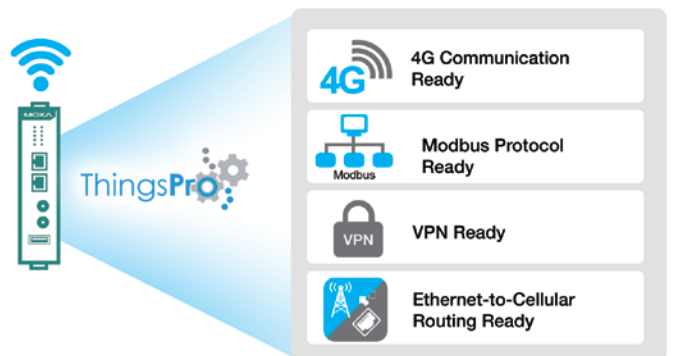 MOXA
ThingsPro
4G
4G Communication
Ready
Modbus
Modbus Protocol
Ready
VPN
VPN Ready
Ethernet-to-Cellular
Routing Ready